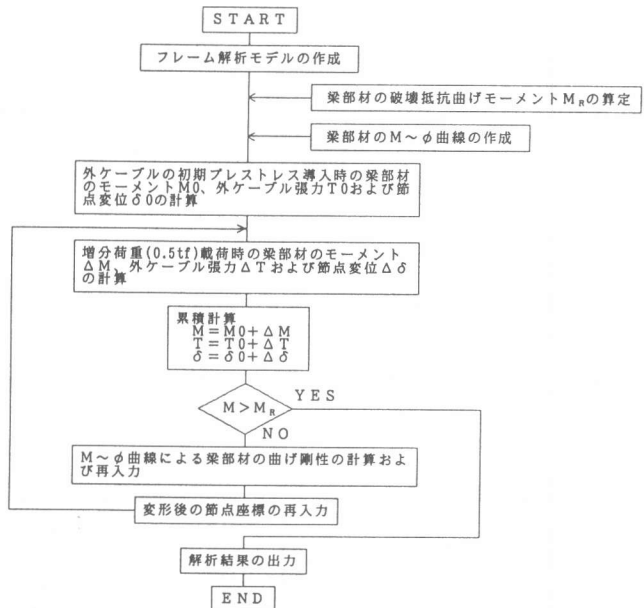 START
フレーム解析モデルの作成
梁部材の破壊抵抗曲げモーメントMRの算定
梁部材のM～φ曲線の作成
外ケーブルの初期プレストレス導入時の梁部材
のモーメントM0、外ケーブル張力T0および節
点変位δ0の計算
増分荷重(0.5tf)載荷時の梁部材のモーメント
ΔM、外ケーブル張力ΔTおよび節点変位Δδ
の計算
累積計算
M=M0+ΔM
T=T0+ΔT
δ=δ0+Δδ
YES
M>MR
NO
M～φ曲線による梁部材の曲げ剛性の計算およ
び再入力
変形後の節点座標の再入力
解析結果の出力
END